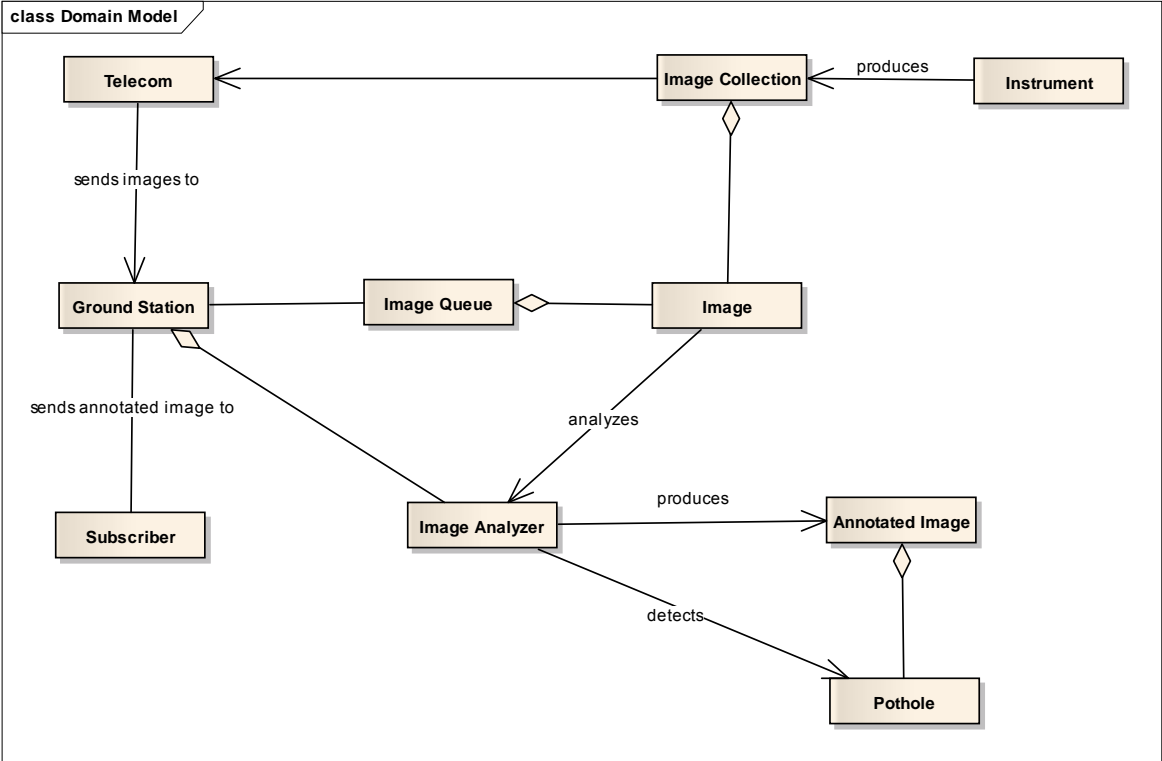 class Domain Model
Telecom
Image Collection
produces
Instrument
sends images to
Ground Station
Image Queue
Image
sends annotated image to
analyzes
Subscriber
Image Analyzer
produces
Annotated Image
detects
Pothole